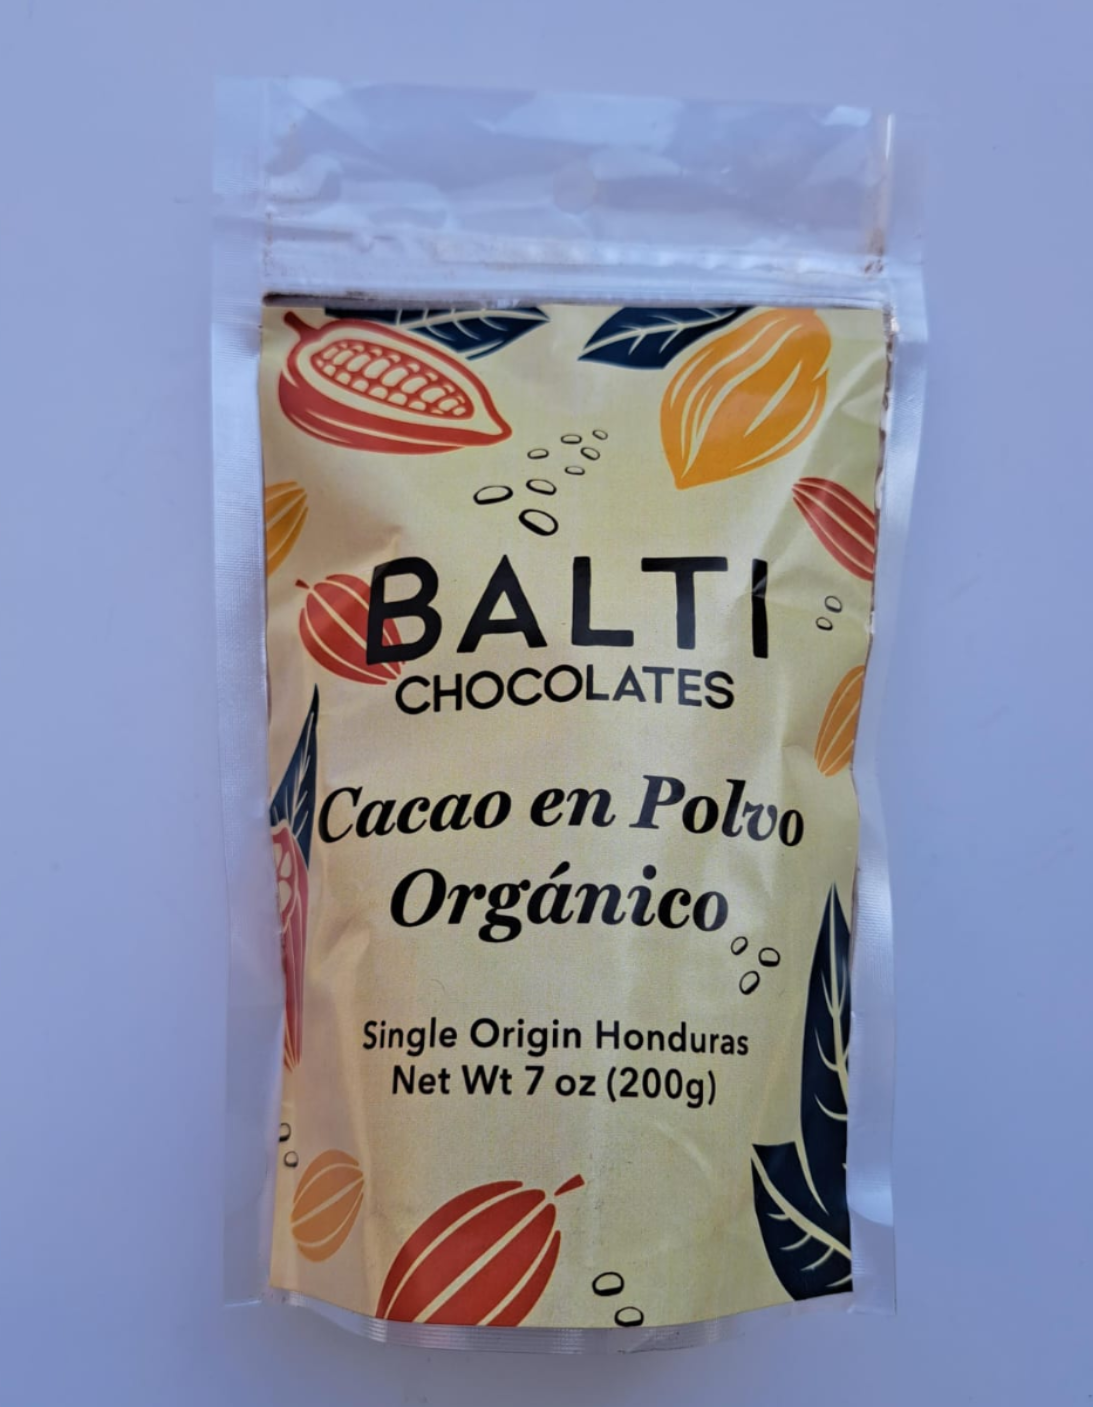 BALTI
CHOCOLATES
Cacao en Polvo
Orgánico
Single Origin Honduras
Net Wt 7 oz (200g)